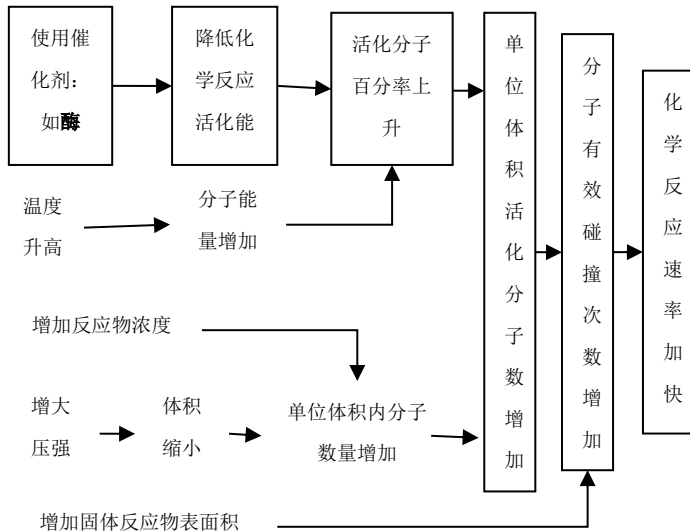 使用催
化剂：
如酶
降低化
学反应
活化能
活化分子
百分率上
升
单位体积活化分子数增加
分子有效碰撞次数增加
化学反应速率加快
温度
升高
分子能
量增加
增加反应物浓度
增大
压强
体积
缩小
单位体积内分子
数量增加
增加固体反应物表面积